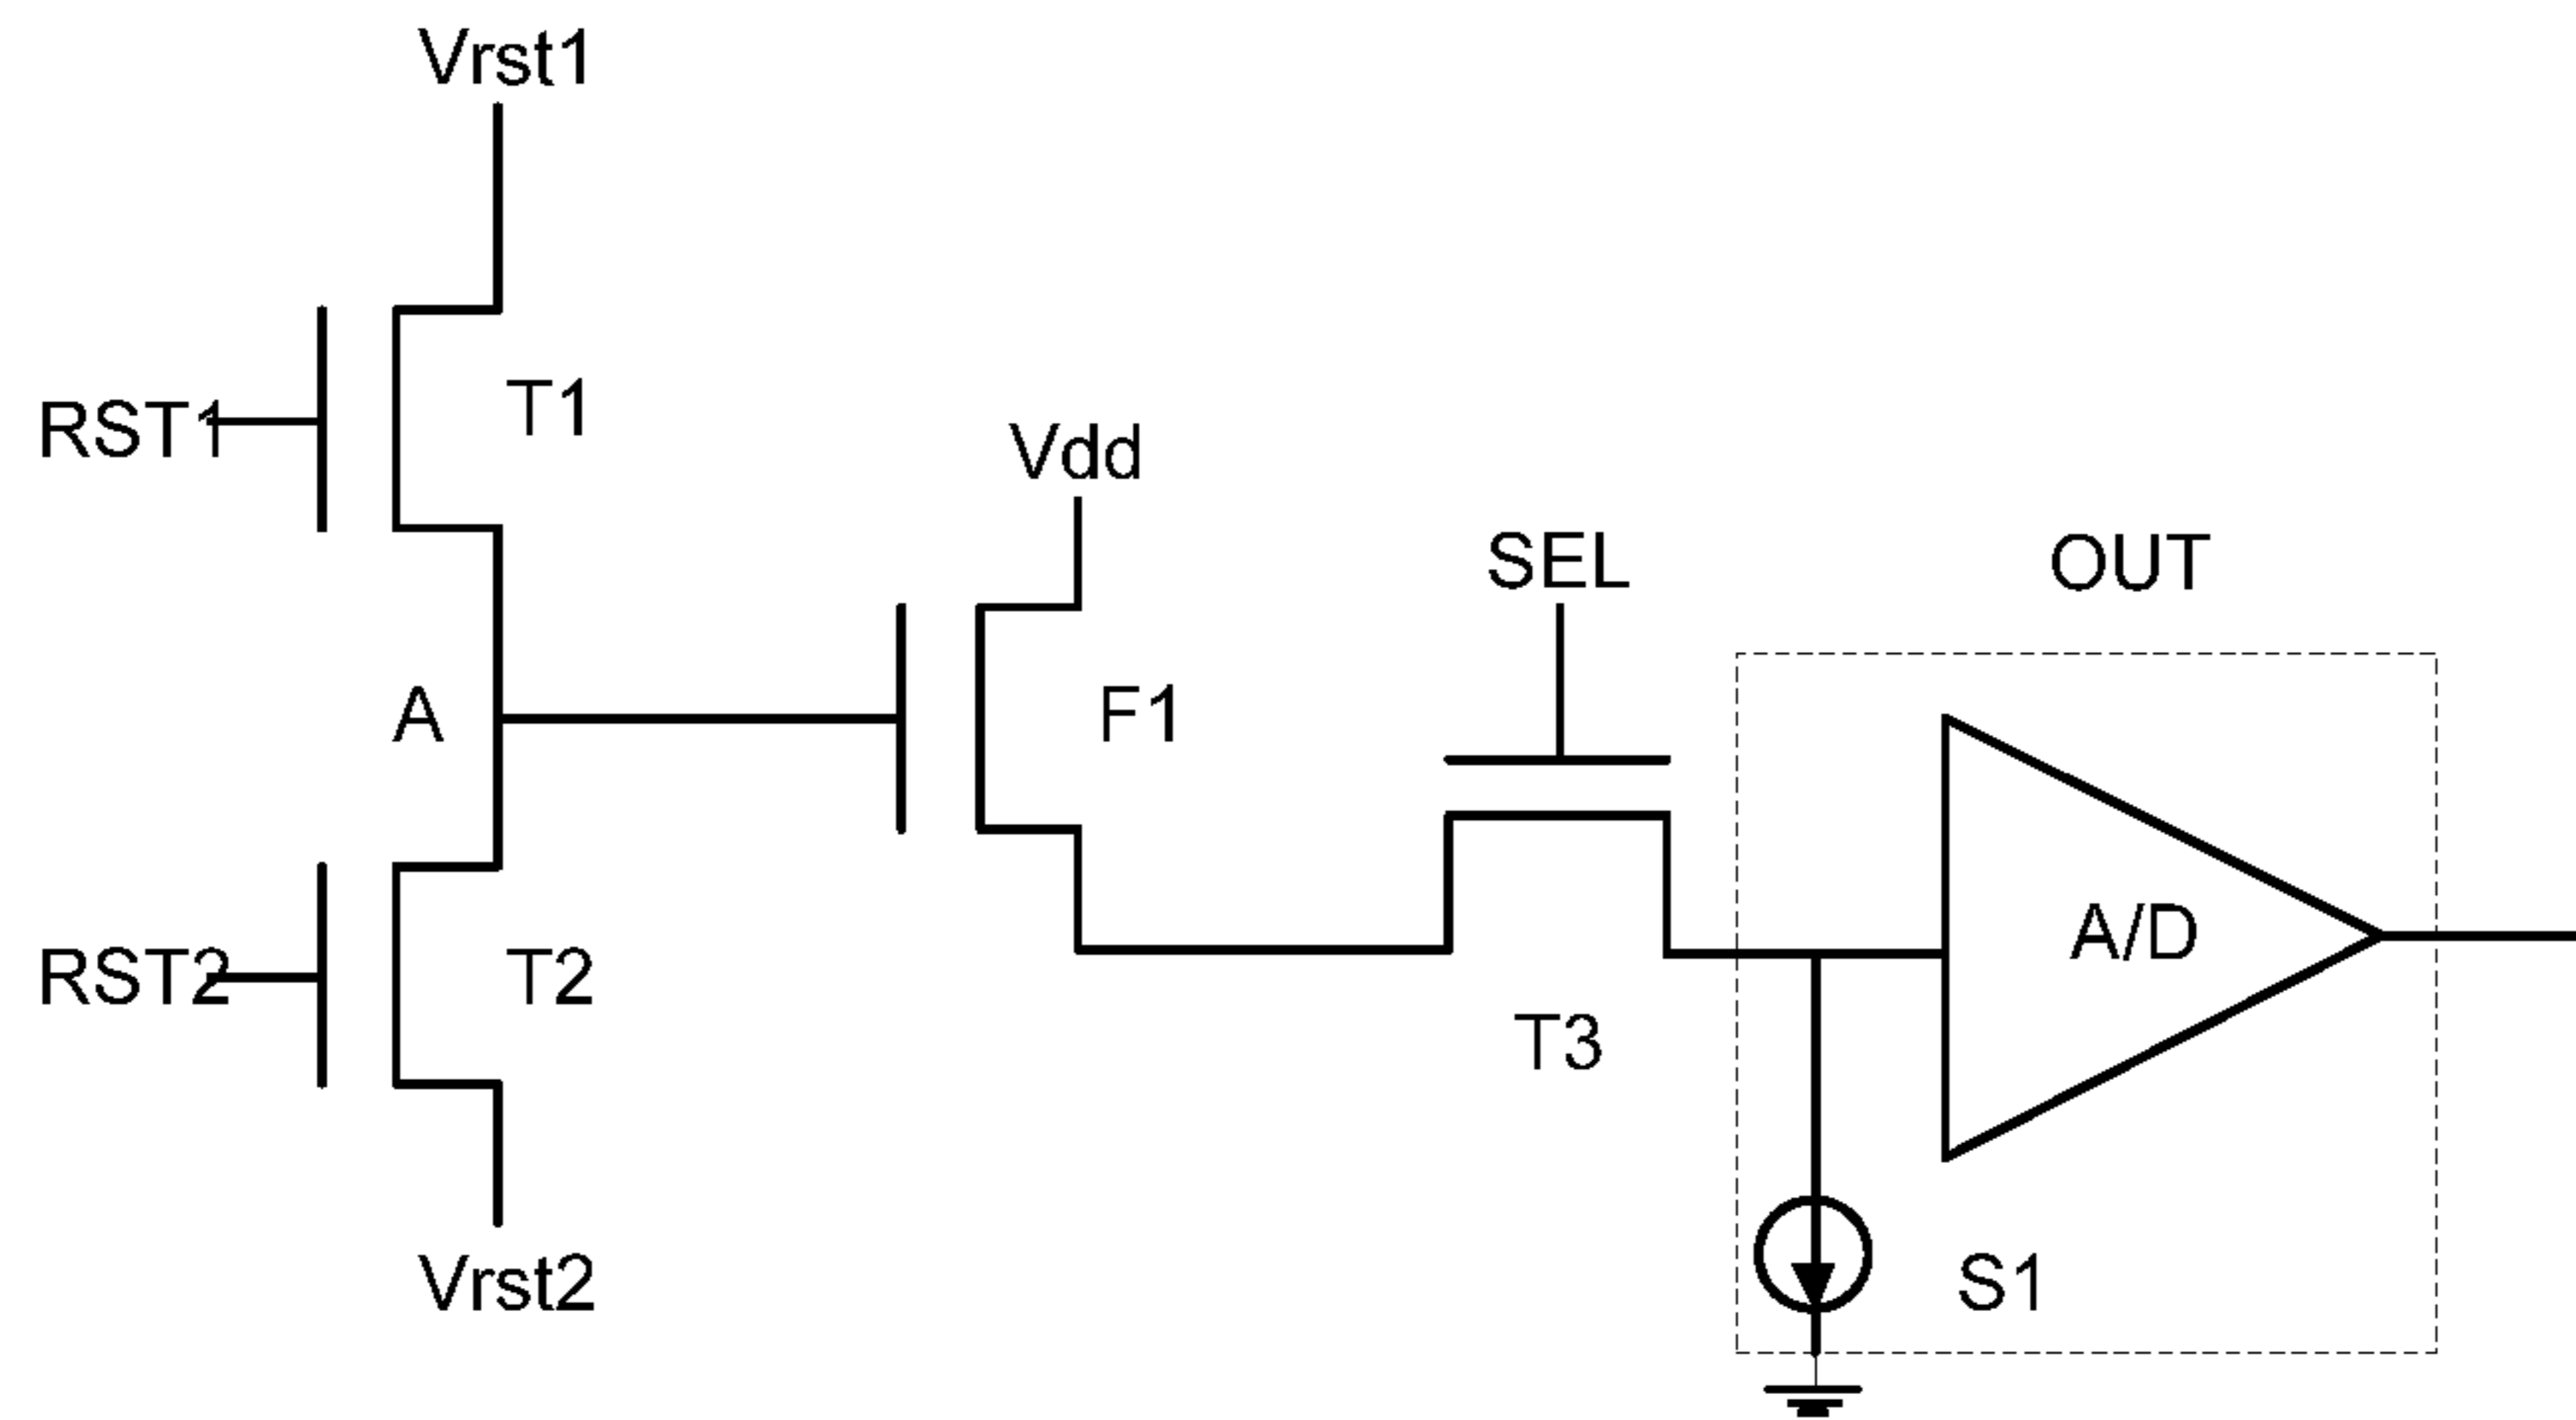 Vrst1
RST1
T1
Vdd
SEL
OUT
A
F1
A/D
RST2
T2
T3
Vrst2
S1